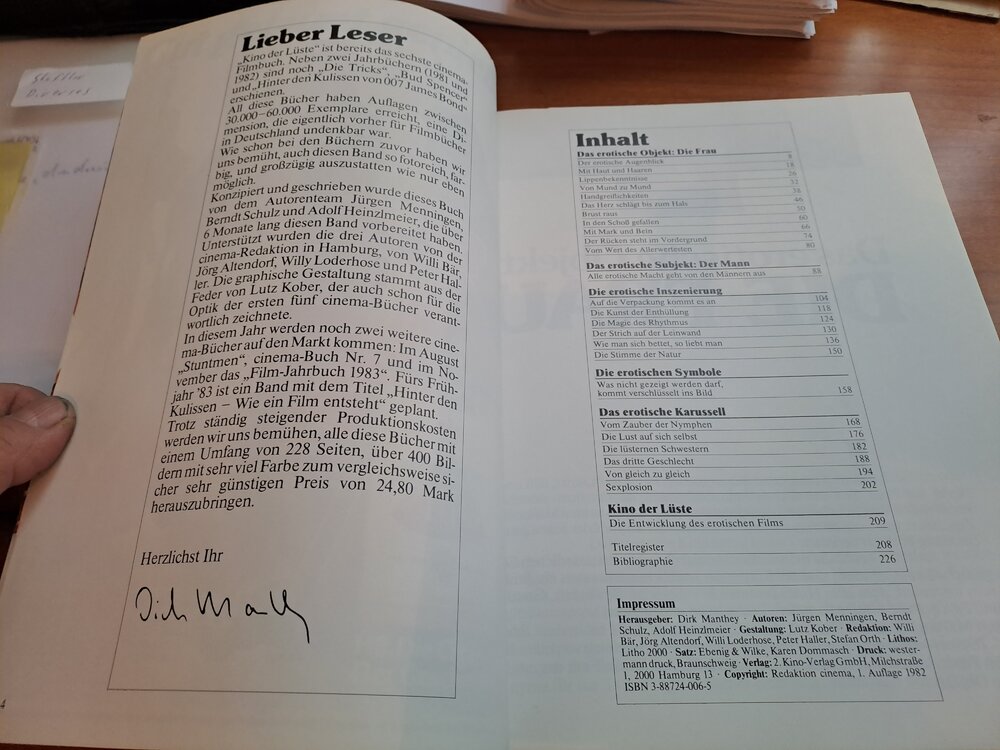 Lieber Leser
„Kino der Lüste“ ist bereits das sechste cinema-
Filmbuch. Neben zwei Jahrbüchern (1981 und
1982) sind noch „Die Tricks“, „Bud Spencer“
und „Hinter den Kulissen von 007 James Bond“
erschienen.
All diese Bücher haben Auflagen zwischen
30.000–60.000 Exemplare erreicht, eine Di-
mension, die eigentlich vorher für Filmbücher
in Deutschland undenkbar war.
Wie schon bei den Büchern zuvor haben wir
uns bemüht, auch diesen Band so fotoreich, far-
big, und großzügig auszustatten wie nur eben
möglich.
Konzipiert und geschrieben wurde dieses Buch
von dem Autorenteam Jürgen Menningen,
Berndt Schulz und Adolf Heinzlmeier, die über
6 Monate lang diesen Band vorbereitet haben.
Unterstützt wurden die drei Autoren von der
cinema-Redaktion in Hamburg, von Willi Bär,
Jörg Altendorf, Willy Loderhose und Peter Hal-
ler. Die graphische Gestaltung stammt aus der
Feder von Lutz Kober, der auch schon für die
Optik der ersten fünf cinema-Bücher verant-
wortlich zeichnete.
In diesem Jahr werden noch zwei weitere cine-
ma-Bücher auf den Markt kommen: Im August
„Stuntmen“, cinema-Buch Nr. 7 und im No-
vember das „Film-Jahrbuch 1983“. Fürs Früh-
jahr '83 ist ein Band mit dem Titel „Hinter den
Kulissen – Wie ein Film entsteht“ geplant.
Trotz ständig steigender Produktionskosten
werden wir uns bemühen, alle diese Bücher mit
einem Umfang von 228 Seiten, über 400 Bil-
dern mit sehr viel Farbe zum vergleichsweise si-
cher sehr günstigen Preis von 24,80 Mark
herauszubringen.
Herzlichst Ihr
4
Inhalt
Das erotische Objekt: Die Frau
Der erotische Augenblick 8
Mit Haut und Haaren 18
Lippenbekenntnisse 26
Von Mund zu Mund 32
Handgreiflichkeiten 38
Das Herz schlägt bis zum Hals 46
Brust raus 50
In den Schoß gefallen 60
Mit Mark und Bein 66
Der Rücken steht im Vordergrund 74
Vom Wert des Allerwertesten 80
Das erotische Subjekt: Der Mann
Alle erotische Macht geht von den Männern aus 88
Die erotische Inszenierung
Auf die Verpackung kommt es an 104
Die Kunst der Enthüllung 118
Die Magie des Rhythmus 124
Der Strich auf der Leinwand 130
Wie man sich bettet, so liebt man 136
Die Stimme der Natur 150
Die erotischen Symbole
Was nicht gezeigt werden darf,
kommt verschlüsselt ins Bild 158
Das erotische Karussell
Vom Zauber der Nymphen 168
Die Lust auf sich selbst 176
Die lüsternen Schwestern 182
Das dritte Geschlecht 188
Von gleich zu gleich 194
Sexplosion 202
Kino der Lüste
Die Entwicklung des erotischen Films 209
Titelregister 208
Bibliographie 226
Impressum
Herausgeber: Dirk Manthey · Autoren: Jürgen Menningen, Berndt
Schulz, Adolf Heinzlmeier · Gestaltung: Lutz Kober · Redaktion: Willi
Bär, Jörg Altendorf, Willi Loderhose, Peter Haller, Stefan Orth · Lithos:
Litho 2000 · Satz: Ebenig & Wilke, Karen Dommasch · Druck: wester-
mann druck, Braunschweig · Verlag: 2. Kino-Verlag GmbH, Milchstraße
1, 2000 Hamburg 13 · Copyright: Redaktion cinema, 1. Auflage 1982
ISBN 3-88724-006-5